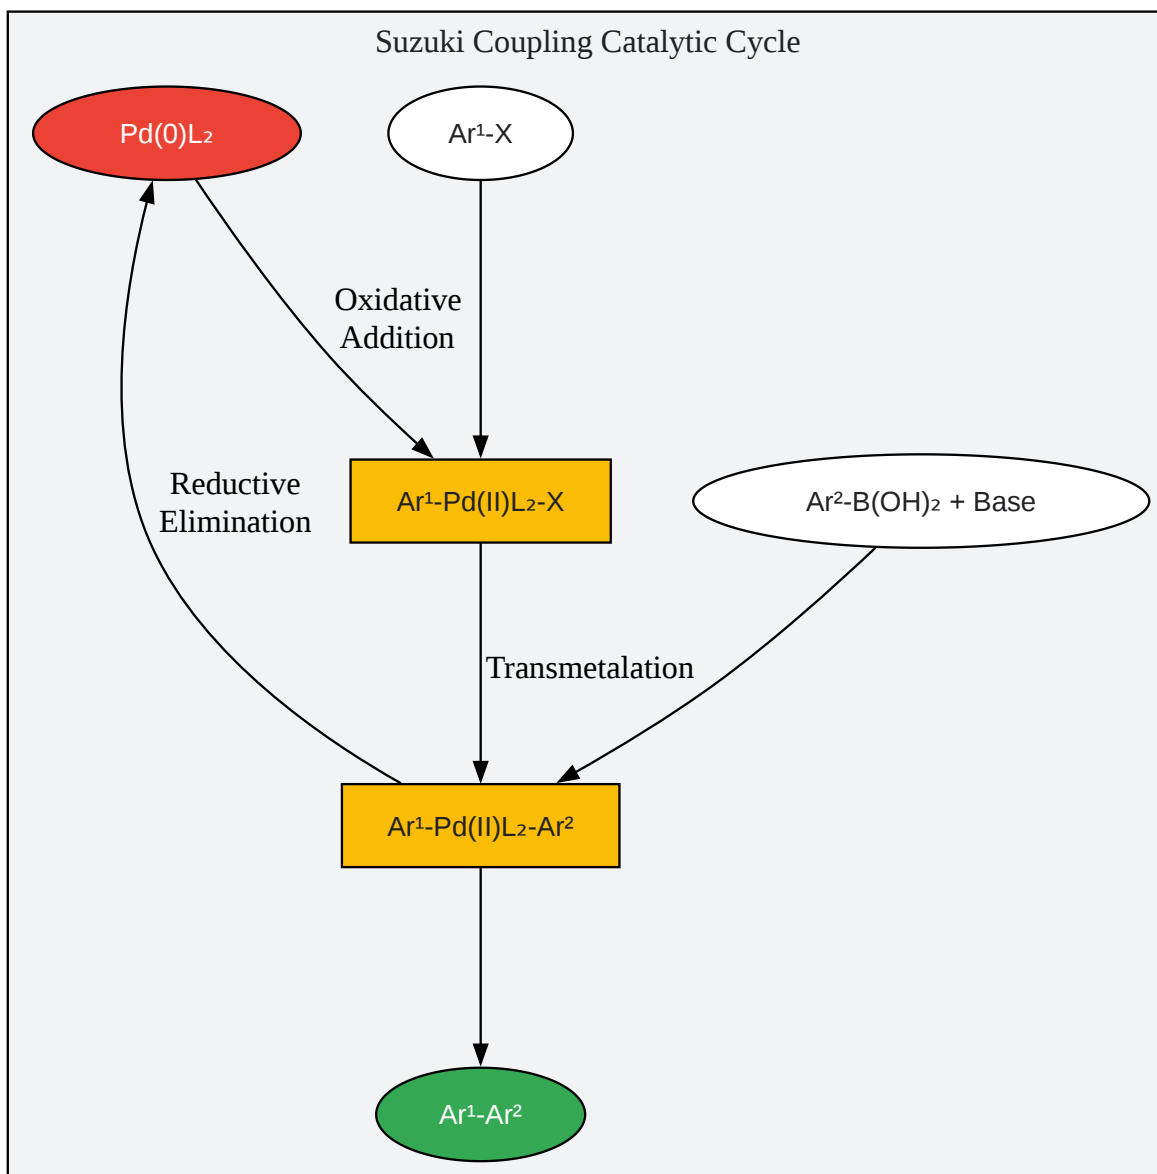 Suzuki Coupling Catalytic Cycle
Pd(0)L₂
Ar¹-X
Oxidative
Addition
Reductive
Elimination
Ar¹-Pd(II)L₂-X
Ar²-B(OH)₂ + Base
Transmetalation
Ar¹-Pd(II)L₂-Ar²
Ar¹-Ar²